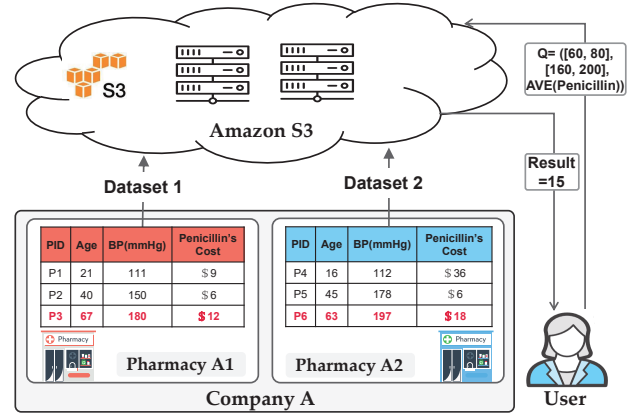 S3
Amazon S3
Q= ([60, 80],
[160, 200],
AVE(Penicillin))
Result
=15
Dataset 1
Dataset 2
PID Age BP(mmHg) Penicillin's Cost
P1 21 111 $9
P2 40 150 $6
P3 67 180 $12
Pharmacy
Pharmacy A1
PID Age BP(mmHg) Penicillin's Cost
P4 16 112 $36
P5 45 178 $6
P6 63 197 $18
Pharmacy A2
Pharmacy
Company A
User